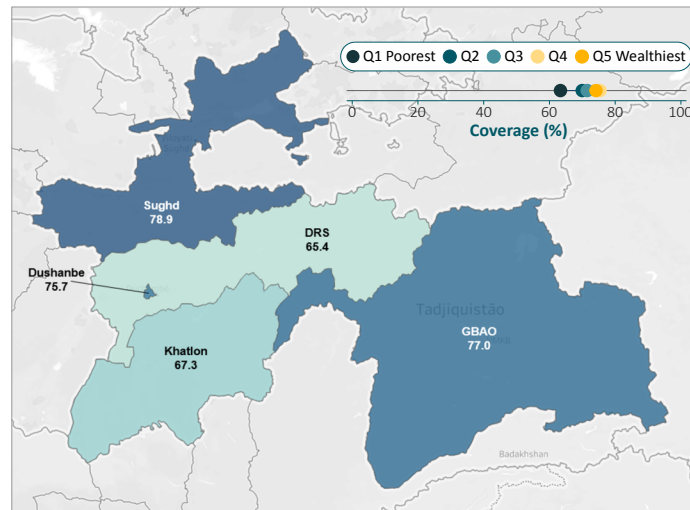 Q1 Poorest Q2 Q3 Q4 Q5 Wealthiest
0 20 40 60 80 100
Coverage (%)
Sughd
78.9
DRS
65.4
Dushanbe
75.7
Tadjiquistão
GBAO
77.0
Khatlon
67.3
Badakhshan